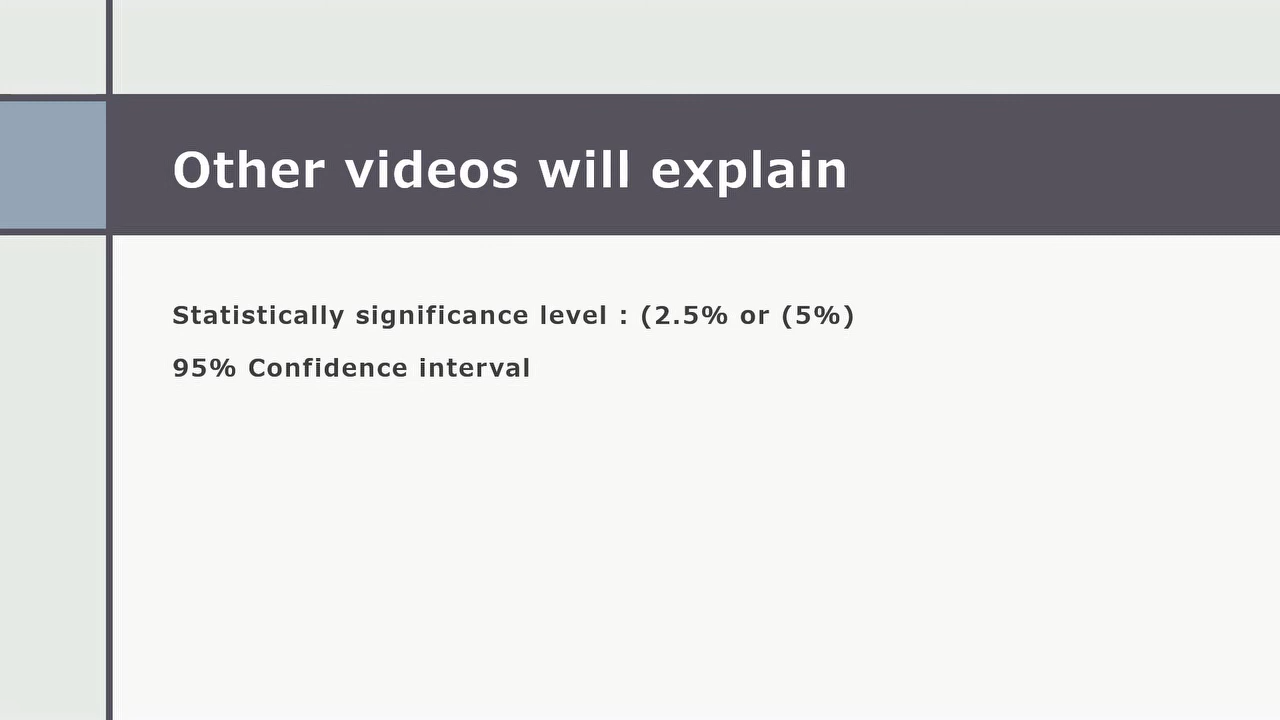 Other videos will explain
Statistically significance level : (2.5% or (5%)
95% Confidence interval